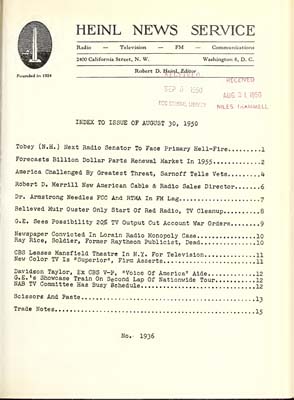 HEINL NEWS SERVICE
Radio — Television — FM — Communications
2400 California Street, N. W. Washington 8, D. C.
Founded in 1924
Robert D. Heinl, Editor
RECEIVED
RECEIVED
SEP 6 1950
AUG 31 1950
NILES TRAMMELL
INDEX TO ISSUE OF AUGUST 30, 1950
Tobey (N.H.) Next Radio Senator To Face Primary Hell-Fire.........1
Forecasts Billion Dollar Parts Renewal Market In 1955.............2
America Challenged By Greatest Threat, Sarnoff Tells Vets.........4
Robert D. Merrill New American Cable & Radio Sales Director.......6
Dr. Armstrong Needles FCC And RTMA In FM Lag......................7
Believed Muir Ouster Only Start Of Red Radio, TV Cleanup..........8
G.E. Sees Possibility 20% TV Output Cut Account War Orders........9
Newspaper Convicted In Lorain Radio Monopoly Case................10
Ray Rice, Soldier, Former Raytheon Publicist, Dead...............10
CBS Leases Mansfield Theatre In N.Y. For Television..............11
New Color TV Is "Superior", Firm Asserts.........................11
Davidson Taylor, Ex CBS V-P, "Voice Of America" Aide.............12
G.E.'s Showcase Train On Second Lap Of Nationwide Tour...........12
NAB TV Committee Has Busy Schedule...............................12
Scissors And Paste...............................................13
Trade Notes......................................................15
No. 1936